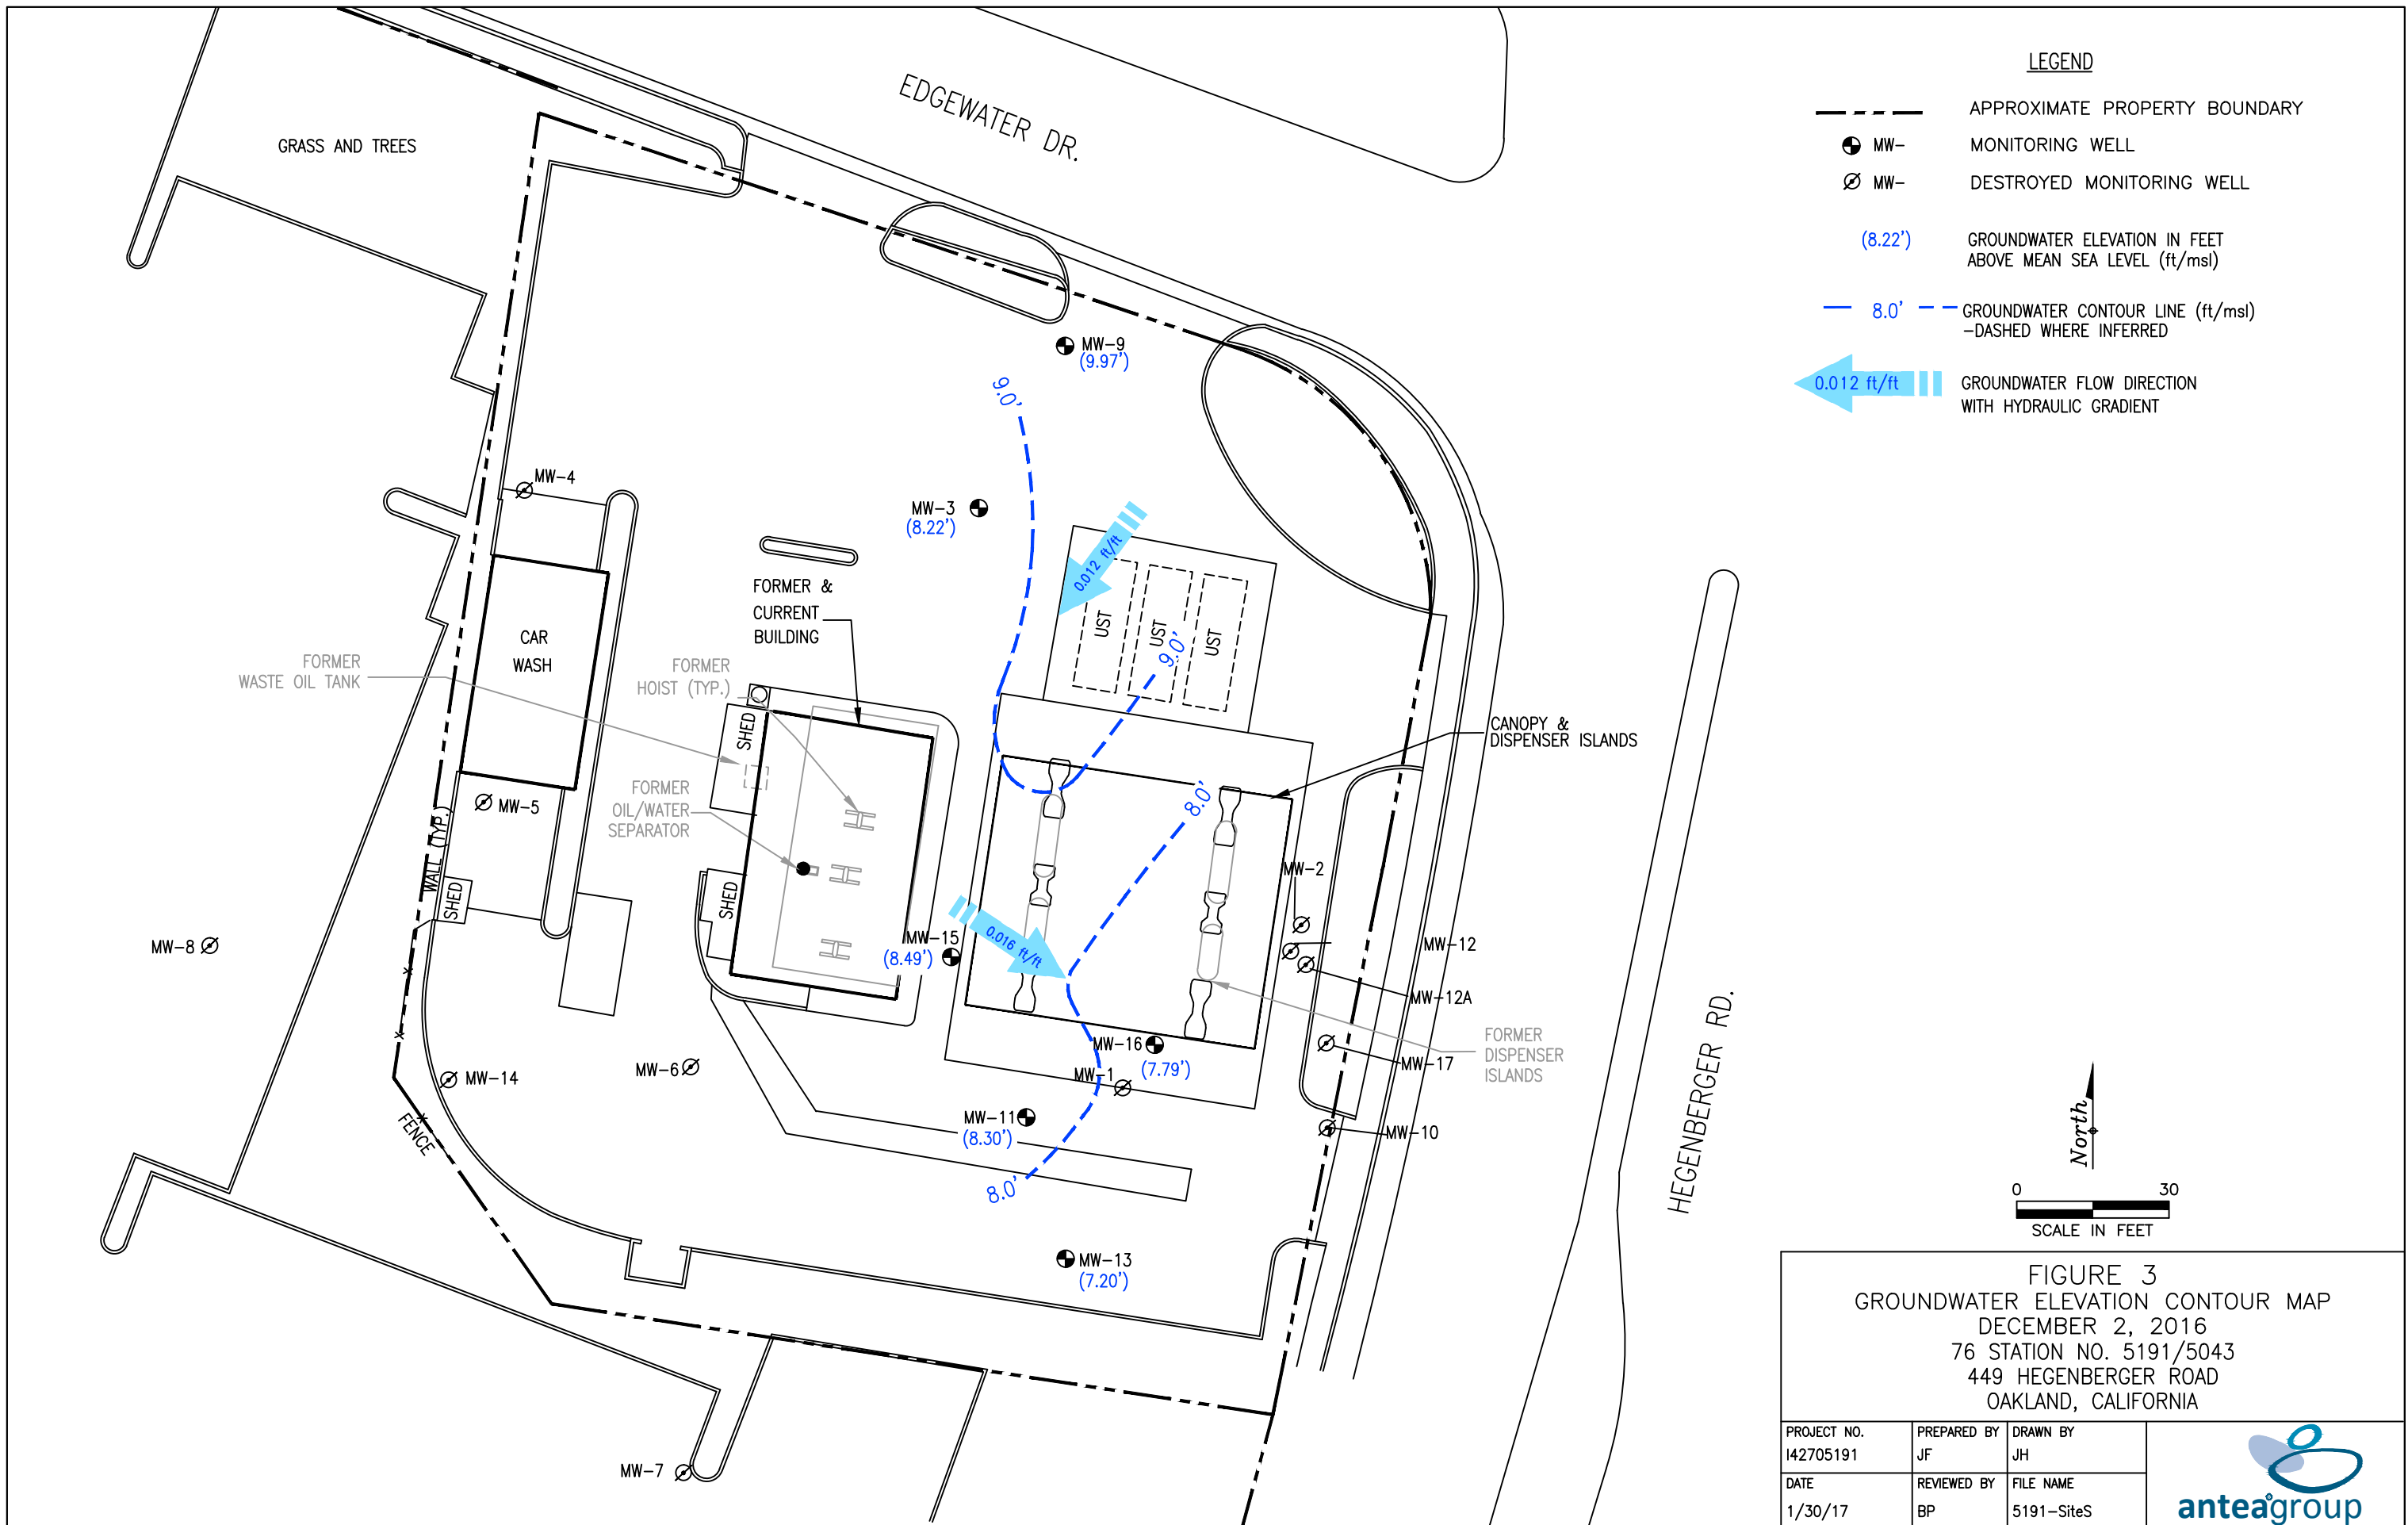 LEGEND
APPROXIMATE PROPERTY BOUNDARY
MW- MONITORING WELL
MW- DESTROYED MONITORING WELL
(8.22') GROUNDWATER ELEVATION IN FEET
ABOVE MEAN SEA LEVEL (ft/msl)
8.0' GROUNDWATER CONTOUR LINE (ft/msl)
-DASHED WHERE INFERRED
0.012 ft/ft GROUNDWATER FLOW DIRECTION
WITH HYDRAULIC GRADIENT
EDGEWATER DR.
GRASS AND TREES
MW-9
(9.97')
9.0'
MW-4
MW-3
(8.22')
0.012 ft/ft
FORMER &
CURRENT
BUILDING
UST
UST
UST
9.0'
CAR
WASH
FORMER
WASTE OIL TANK
FORMER
HOIST (TYP.)
SHED
CANOPY &
DISPENSER ISLANDS
8.0'
FORMER
OIL/WATER
SEPARATOR
MW-5
WALL (TYP.)
SHED
SHED
MW-2
MW-8
MW-15
(8.49')
0.016 ft/ft
MW-12
MW-12A
FORMER
DISPENSER
ISLANDS
MW-16
(7.79')
MW-17
MW-1
MW-6
MW-14
FENCE
MW-11
(8.30')
MW-10
8.0'
HEGENBERGER RD.
MW-13
(7.20')
MW-7
North
0 30
SCALE IN FEET
FIGURE 3
GROUNDWATER ELEVATION CONTOUR MAP
DECEMBER 2, 2016
76 STATION NO. 5191/5043
449 HEGENBERGER ROAD
OAKLAND, CALIFORNIA
PROJECT NO. PREPARED BY DRAWN BY
I42705191 JF JH
DATE REVIEWED BY FILE NAME
1/30/17 BP 5191-SiteS
anteagroup